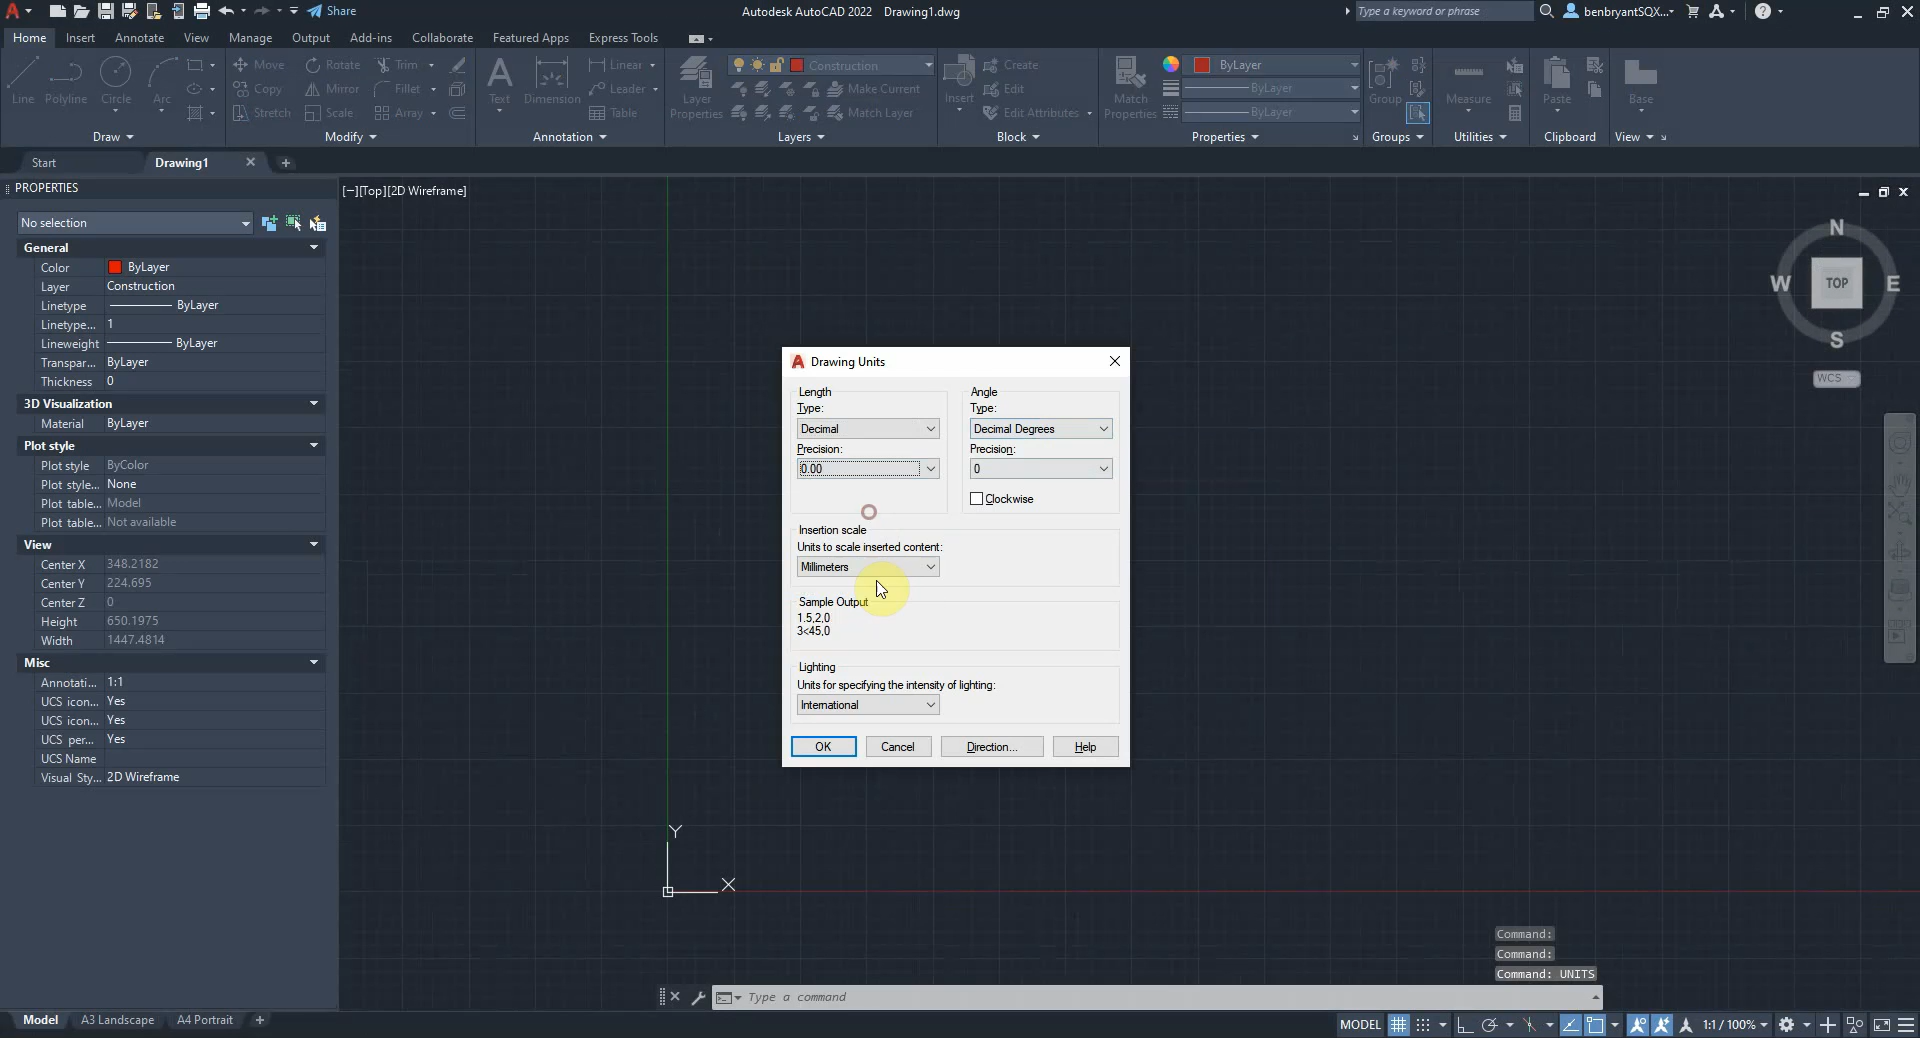 Share
Autodesk AutoCAD 2022 Drawing1.dwg
Type a keyword or phrase
benbryantSQX...
Home Insert Annotate View Manage Output Add-ins Collaborate Featured Apps Express Tools
Line Polyline Circle Arc
Draw
Move Rotate Trim
Copy Mirror Fillet
Stretch Scale Array
Modify
Text Dimension
Linear
Leader
Table
Annotation
Layer Properties
Construction
Make Current
Match Layer
Layers
Insert
Create
Edit
Edit Attributes
Block
Match Properties
ByLayer
ByLayer
ByLayer
Properties
Group
Groups
Measure
Utilities
Paste
Clipboard
Base
View
Start Drawing1
PROPERTIES
No selection
General
Color ByLayer
Layer Construction
Linetype ByLayer
Linetype... 1
Lineweight ByLayer
Transpar... ByLayer
Thickness 0
3D Visualization
Material ByLayer
Plot style
Plot style ByColor
Plot style... None
Plot table... Model
Plot table... Not available
View
Center X 348.2182
Center Y 224.695
Center Z 0
Height 650.1975
Width 1447.4814
Misc
Annotati... 1:1
UCS icon... Yes
UCS icon... Yes
UCS per... Yes
UCS Name
Visual Sty... 2D Wireframe
[−][Top][2D Wireframe]
N
W TOP E
S
WCS
Drawing Units
Length
Type:
Decimal
Precision:
0.00
Angle
Type:
Decimal Degrees
Precision:
0
Clockwise
Insertion scale
Units to scale inserted content:
Millimeters
Sample Output
1.5,2,0
3<45,0
Lighting
Units for specifying the intensity of lighting:
International
OK Cancel Direction... Help
Y
X
Command:
Command:
Command: UNITS
Type a command
Model A3 Landscape A4 Portrait
MODEL 1:1 / 100%